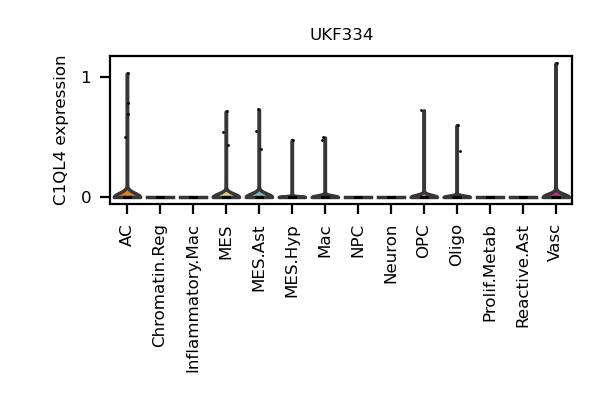 UKF334
C1QL4 expression
1
0
AC
Chromatin.Reg
Inflammatory.Mac
MES
MES.Ast
MES.Hyp
Mac
NPC
Neuron
OPC
Oligo
Prolif.Metab
Reactive.Ast
Vasc